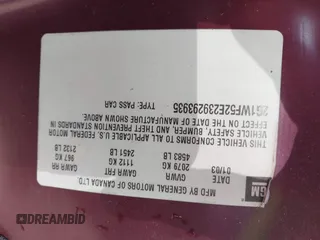 GM
MFD BY GENERAL MOTORS OF CANADA LTD.
01/03 GVWR GAWR FRT GAWR RR
2079 KG 1112 KG 967 KG
4583 LB 2451 LB 2132 LB
THIS VEHICLE CONFORMS TO ALL APPLICABLE U.S. FEDERAL MOTOR
VEHICLE SAFETY, BUMPER, AND THEFT PREVENTION STANDARDS IN
EFFECT ON THE DATE OF MANUFACTURE SHOWN ABOVE.
2G1WF52E239293935 TYPE: PASS CAR
AUTOBIDMASTER
DREAMBID